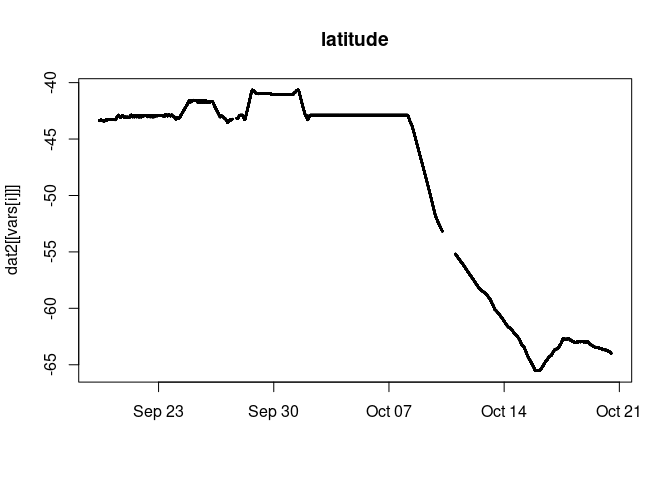 latitude
dat2[[vars[i]]]
-40
-45
-50
-55
-60
-65
Sep 23
Sep 30
Oct 07
Oct 14
Oct 21